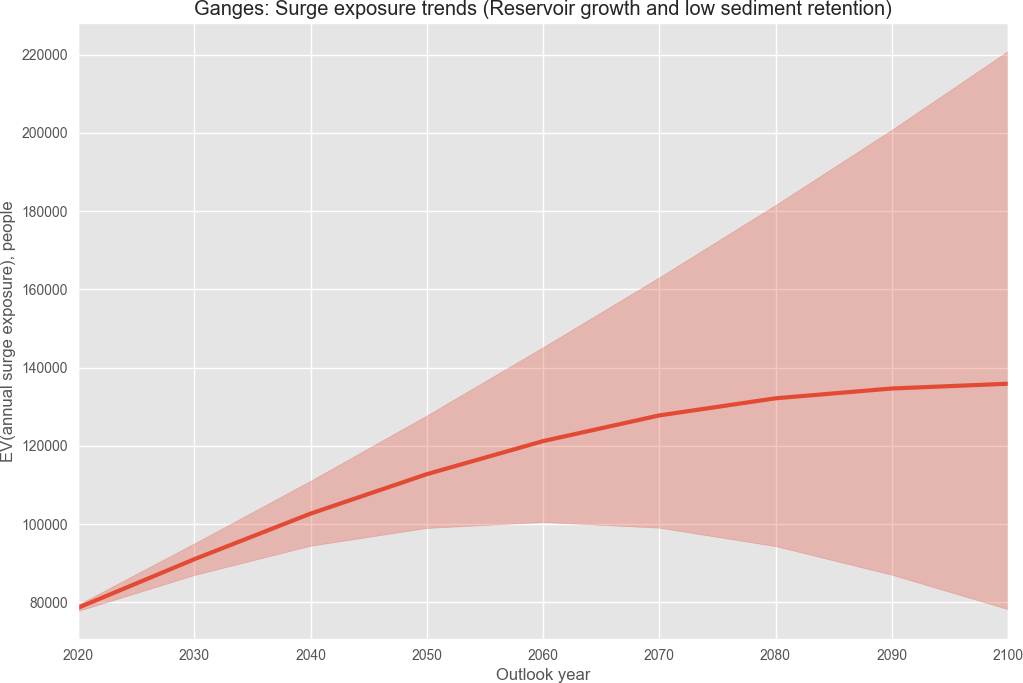 Ganges: Surge exposure trends (Reservoir growth and low sediment retention)
EV(annual surge exposure), people
220000
200000
180000
160000
140000
120000
100000
80000
2020 2030 2040 2050 2060 2070 2080 2090 2100
Outlook year